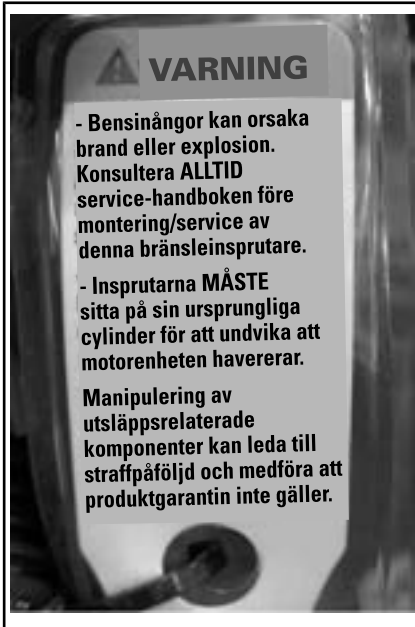 VARNING
- Bensinångor kan orsaka
brand eller explosion.
Konsultera ALLTID
service-handboken före
montering/service av
denna bränsleinsprutare.
- Insprutarna MÅSTE
sitta på sin ursprungliga
cylinder för att undvika att
motorenheten havererar.
Manipulering av
utsläppsrelaterade
komponenter kan leda till
straffpåföljd och medföra att
produktgarantin inte gäller.